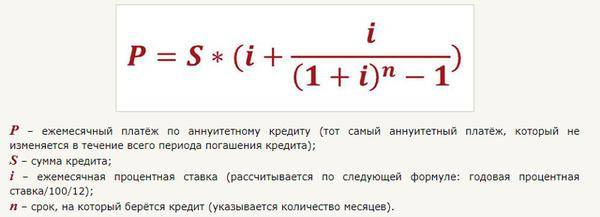 P = S * (i + i / ((1 + i)^n − 1))
P – ежемесячный платёж по аннуитетному кредиту (тот самый аннуитетный платёж, который не
изменяется в течение всего периода погашения кредита);
S – сумма кредита;
i – ежемесячная процентная ставка (рассчитывается по следующей формуле: годовая процентная
ставка/100/12);
n – срок, на который берётся кредит (указывается количество месяцев).